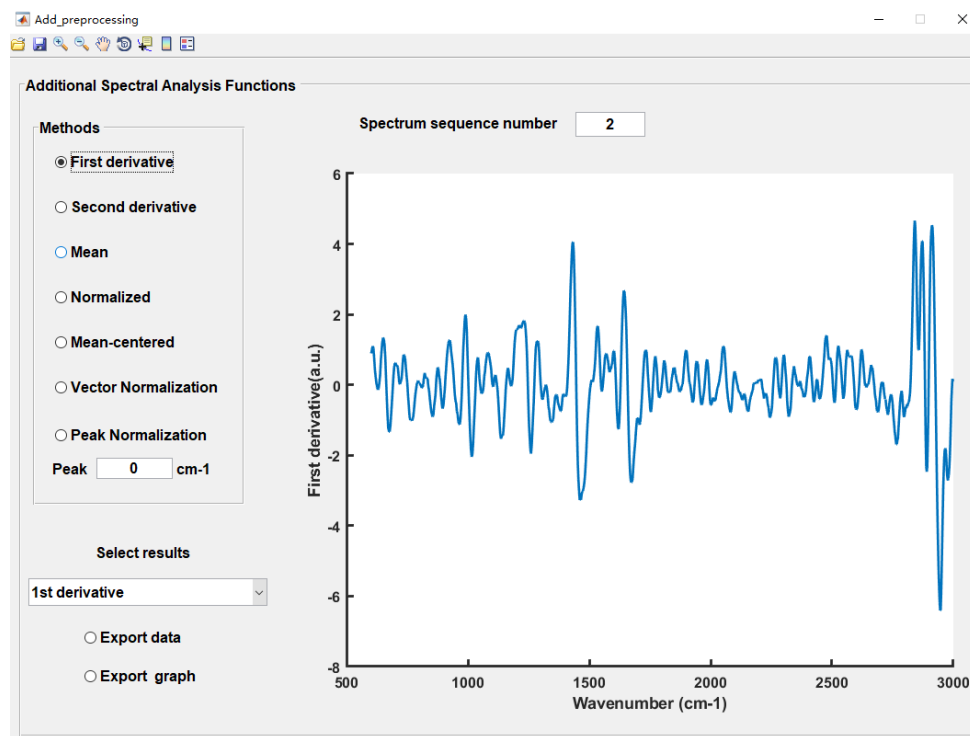 Add_preprocessing
Additional Spectral Analysis Functions
Methods
First derivative
Second derivative
Mean
Normalized
Mean-centered
Vector Normalization
Peak Normalization
Peak 0 cm-1
Select results
1st derivative
Export data
Export graph
Spectrum sequence number 2
First derivative(a.u.)
6
4
2
0
-2
-4
-6
-8
500 1000 1500 2000 2500 3000
Wavenumber (cm-1)